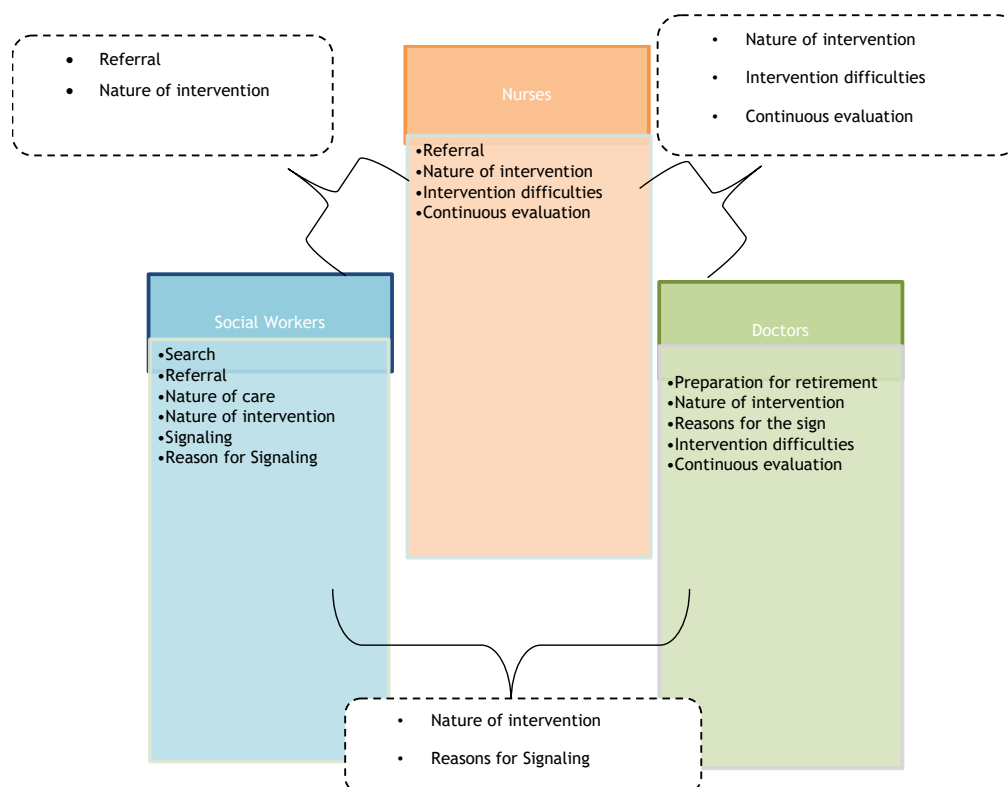 • Referral
• Nature of intervention
• Nature of intervention
• Intervention difficulties
• Continuous evaluation
Nurses
•Referral
•Nature of intervention
•Intervention difficulties
•Continuous evaluation
Social Workers
•Search
•Referral
•Nature of care
•Nature of intervention
•Signaling
•Reason for Signaling
Doctors
•Preparation for retirement
•Nature of intervention
•Reasons for the sign
•Intervention difficulties
•Continuous evaluation
• Nature of intervention
• Reasons for Signaling